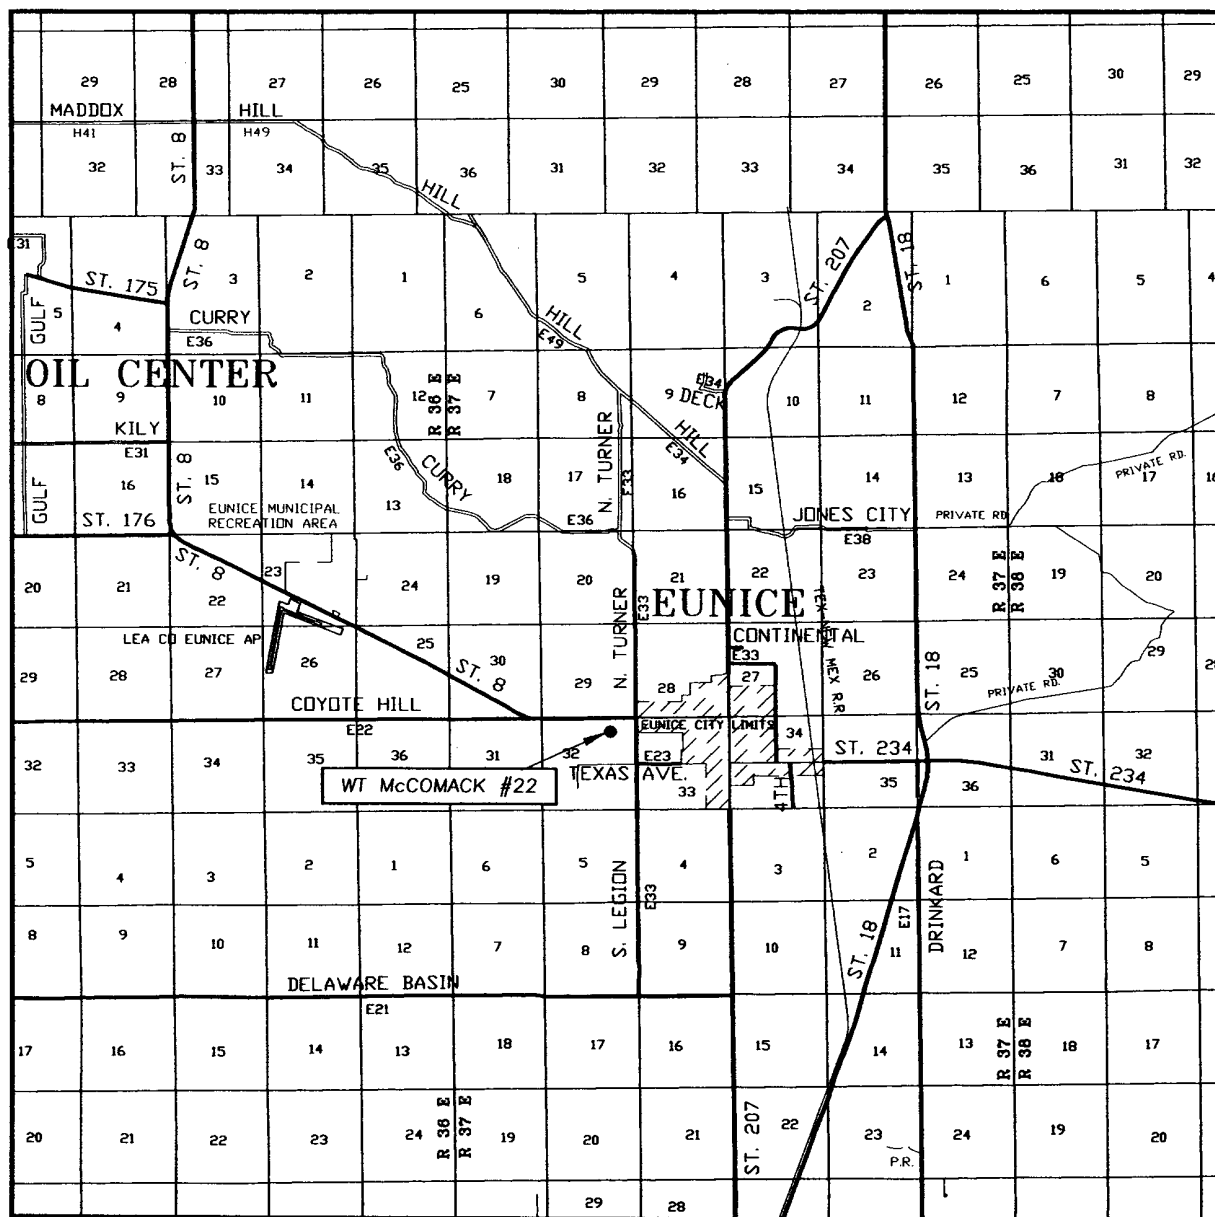 29 28 27 26 25 30 29 28 27 26 25 30 29
MADDOX HILL
H41 H49
ST. 8
32 33 34 35 36 31 32 33 34 35 36 31 32
HILL
E31
ST. 175
ST. 8
3 2 1 5 4 3
ST. 207
ST. 18
2 1 6 5 4
GULF
5 4
CURRY
E36
6
HILL
E49
OIL CENTER
8 9 10 11 12
R 36 E
R 37 E
7 8 9
E34
DECK
10 11 12 7 8
KILY
E31
ST. 8
N. TURNER
HILL
E34
E33
GULF
16 15 14 13
E36
CURRY
18 17 16 15 14 13 18 17 16
PRIVATE RD.
ST. 176
EUNICE MUNICIPAL
RECREATION AREA
E36
JONES CITY
E38
PRIVATE RD
ST. 8
20 21 22 23 24 19 20 21 22 23 24
R 37 E
R 38 E
19 20
EUNICE
N. TURNER
E33
TEX-NEW MEX R.R
CONTINENTAL
E33
LEA CO EUNICE AP
25
ST. 8
29 28 27 26 30 29 28 27 26 25 30 29 28
ST. 18
PRIVATE RD.
COYOTE HILL
E22
EUNICE CITY LIMITS
34
32 33 34 35 36 31 32
E23
ST. 234
31 32
ST. 234
WT McCOMACK #22
TEXAS AVE.
33
4TH
35 36
5 4 3 2 1 6 5 4 3 2 1 6 5
S. LEGION
E33
E17
DRINKARD
8 9 10 11 12 7 8 9 10
ST. 18
11 12 7 8
DELAWARE BASIN
E21
17 16 15 14 13 18 17 16 15 14 13
R 37 E
R 38 E
18 17
20 21 22 23 24
R 36 E
R 37 E
19 20 21
ST. 207
22 23 24 19 20
P.R.
29 28